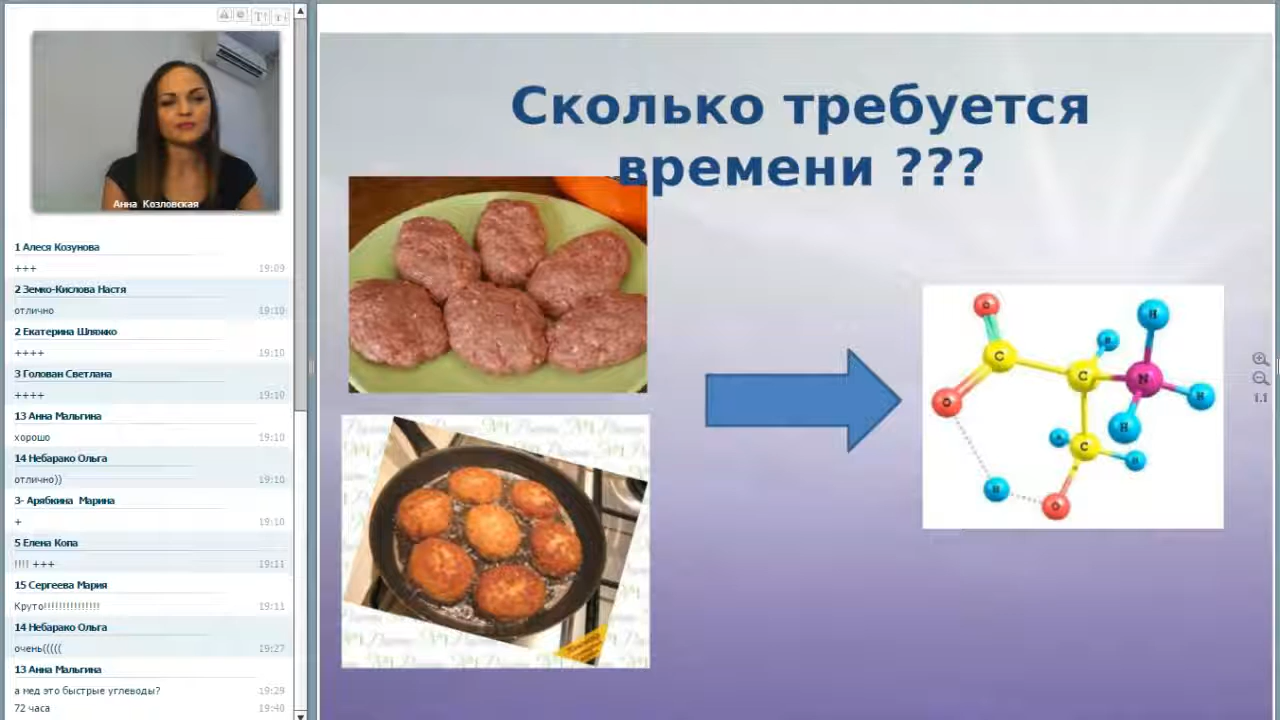 Анна Козловская
1 Алеся Козунова
+++ 19:09
2 Земко-Кислова Настя
отлично 19:10
2 Екатерина Шляжко
++++ 19:10
3 Голован Светлана
++++ 19:10
13 Анна Мальгина
хорошо 19:10
14 Небарако Ольга
отлично)) 19:10
3- Арябкина Марина
+ 19:10
5 Елена Копа
!!!! +++ 19:11
15 Сергеева Мария
Круто!!!!!!!!!!!!!!! 19:11
14 Небарако Ольга
очень((((( 19:27
13 Анна Мальгина
а мед это быстрые углеводы? 19:29
72 часа 19:40
Сколько требуется
времени ???
O
C
O
H
O
C
H
C
H
H
N
H
H
1:1